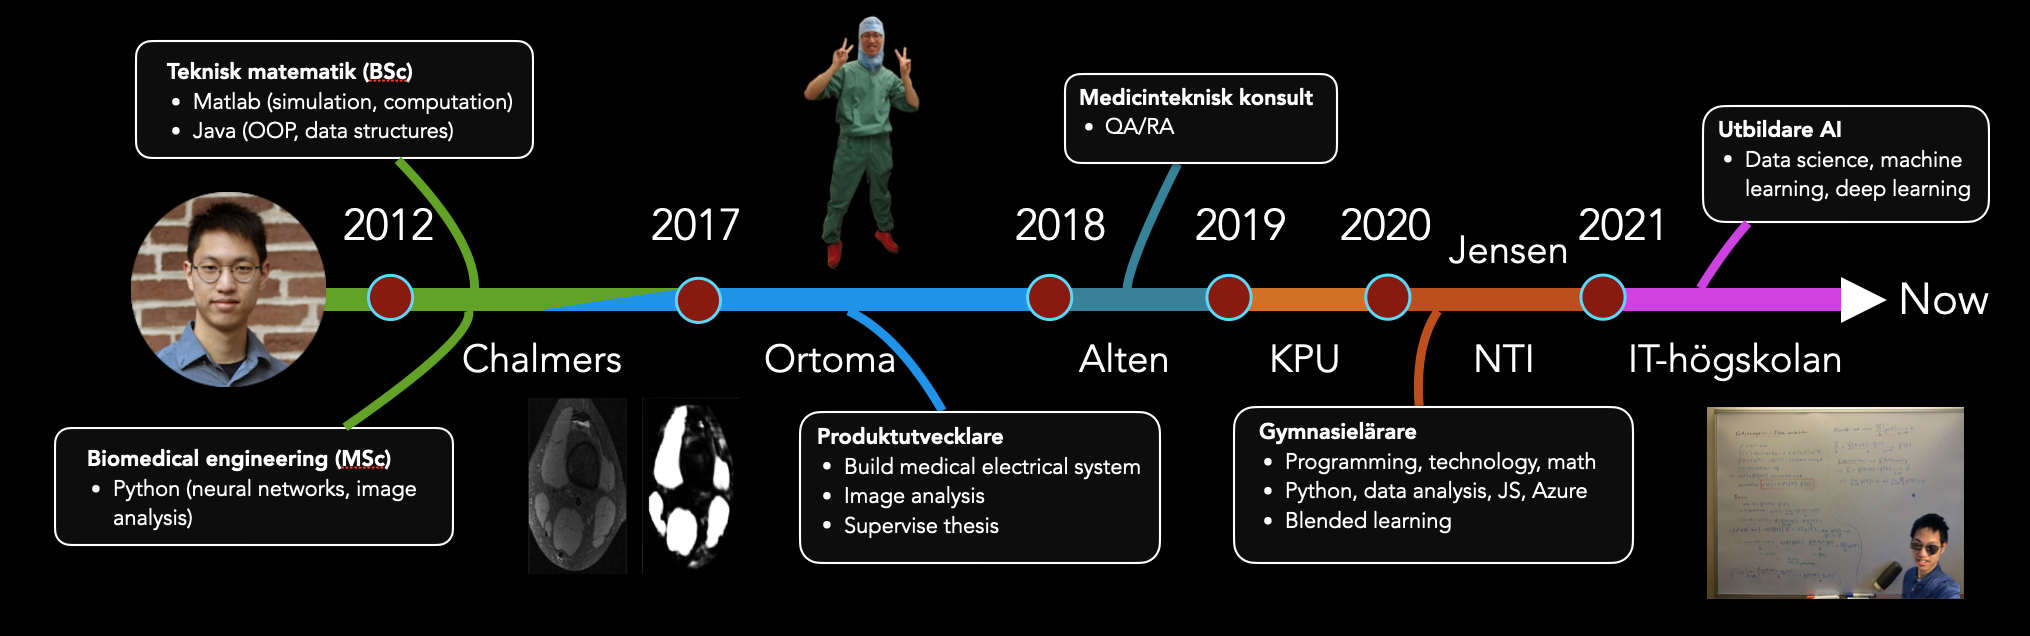 Teknisk matematik (BSc)
• Matlab (simulation, computation)
• Java (OOP, data structures)
Medicinteknisk konsult
• QA/RA
Utbildare AI
• Data science, machine
learning, deep learning
2012
2017
2018
2019
2020
Jensen
2021
Now
Chalmers
Ortoma
Alten
KPU
NTI
IT-högskolan
Biomedical engineering (MSc)
• Python (neural networks, image
analysis)
Produktutvecklare
• Build medical electrical system
• Image analysis
• Supervise thesis
Gymnasielärare
• Programming, technology, math
• Python, data analysis, JS, Azure
• Blended learning